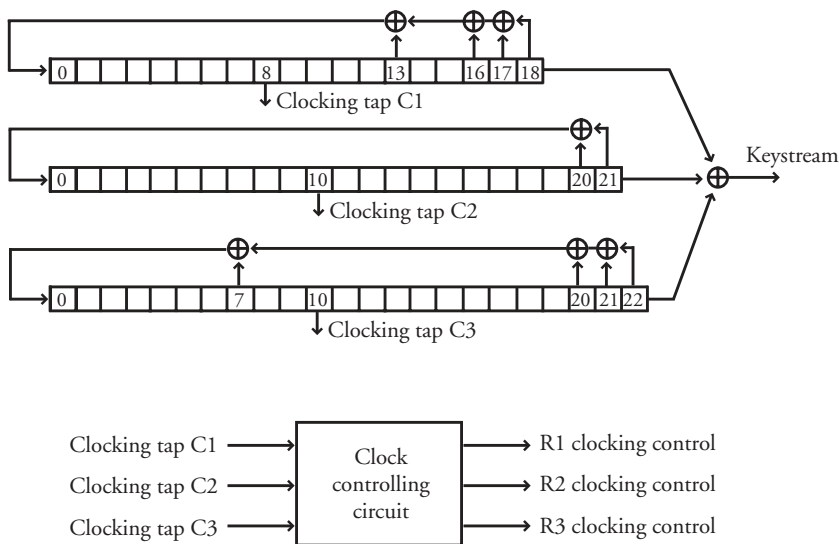 0 8 13 16 17 18
Clocking tap C1
0 10 20 21
Keystream
Clocking tap C2
0 7 10 20 21 22
Clocking tap C3
Clocking tap C1
Clocking tap C2
Clocking tap C3
Clock
controlling
circuit
R1 clocking control
R2 clocking control
R3 clocking control